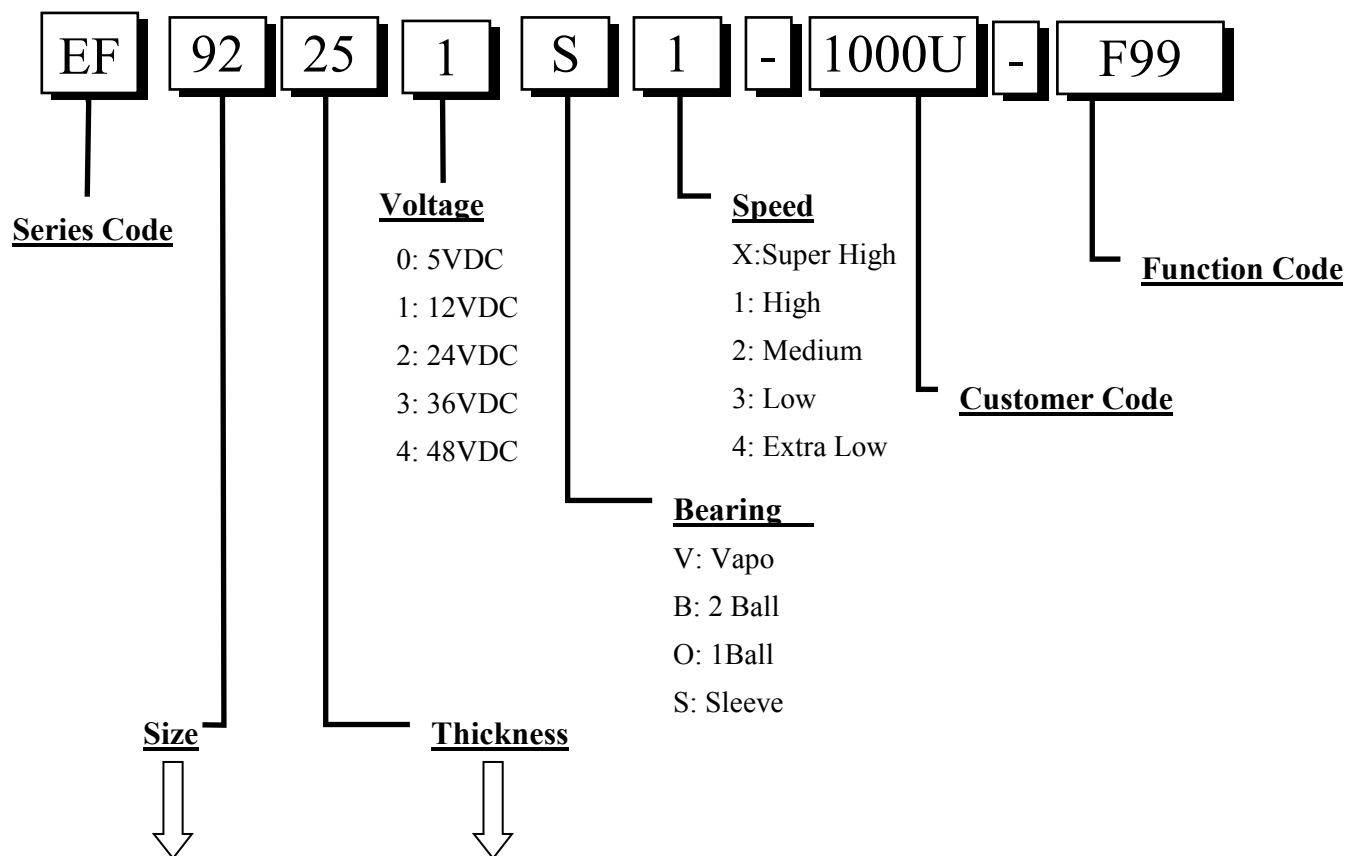 EF 92 25 1 S 1 - 1000U - F99
Series Code
Voltage
0: 5VDC
1: 12VDC
2: 24VDC
3: 36VDC
4: 48VDC
Speed
X:Super High
1: High
2: Medium
3: Low
4: Extra Low
Function Code
Customer Code
Bearing
V: Vapo
B: 2 Ball
O: 1Ball
S: Sleeve
Size
Thickness